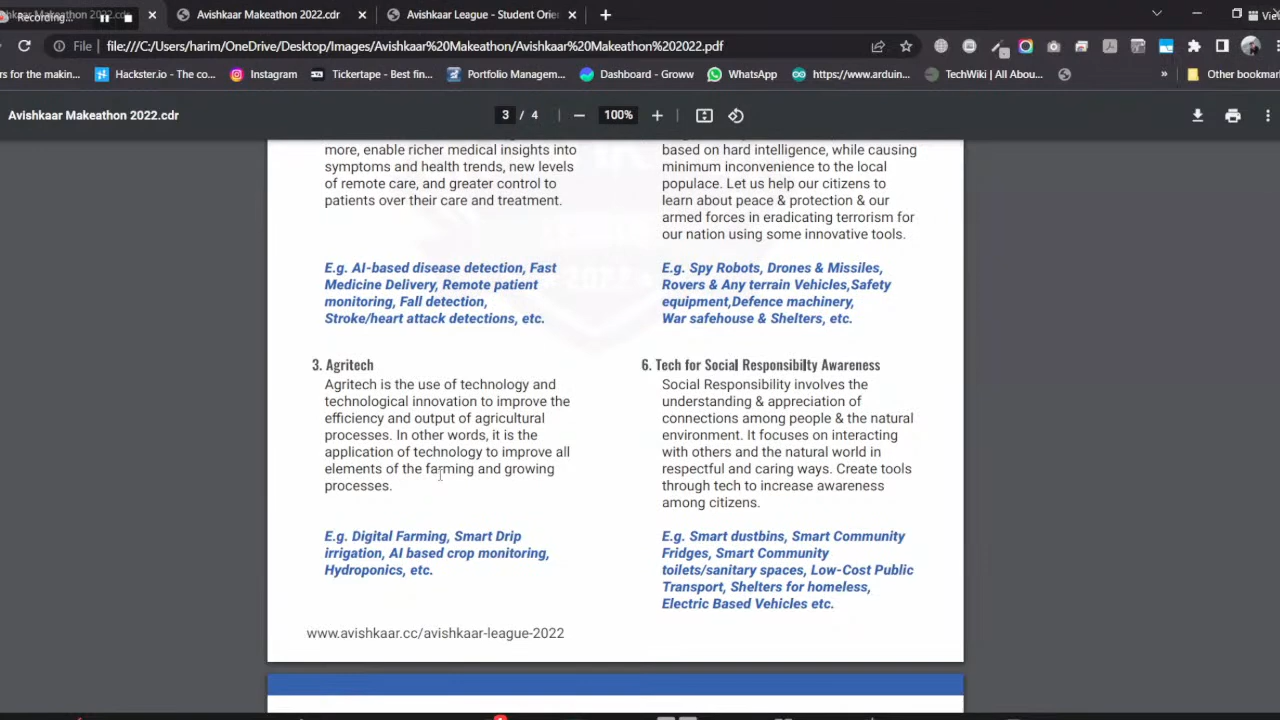 Recording...
Avishkaar Makeathon 2022.cdr
Avishkaar League - Student Orie
File
file:///C:/Users/harim/OneDrive/Desktop/Images/Avishkaar%20Makeathon/Avishkaar%20Makeathon%202022.pdf
rs for the makin...
Hackster.io - The co...
Instagram
Tickertape - Best fin...
Portfolio Managem...
Dashboard - Groww
WhatsApp
https://www.arduin...
TechWiki | All Abou...
»
Other bookmar
Avishkaar Makeathon 2022.cdr
3 / 4
100%
more, enable richer medical insights into
symptoms and health trends, new levels
of remote care, and greater control to
patients over their care and treatment.
E.g. AI-based disease detection, Fast
Medicine Delivery, Remote patient
monitoring, Fall detection,
Stroke/heart attack detections, etc.
3. Agritech
Agritech is the use of technology and
technological innovation to improve the
efficiency and output of agricultural
processes. In other words, it is the
application of technology to improve all
elements of the farming and growing
processes.
E.g. Digital Farming, Smart Drip
irrigation, AI based crop monitoring,
Hydroponics, etc.
www.avishkaar.cc/avishkaar-league-2022
based on hard intelligence, while causing
minimum inconvenience to the local
populace. Let us help our citizens to
learn about peace & protection & our
armed forces in eradicating terrorism for
our nation using some innovative tools.
E.g. Spy Robots, Drones & Missiles,
Rovers & Any terrain Vehicles,Safety
equipment,Defence machinery,
War safehouse & Shelters, etc.
6. Tech for Social Responsibilty Awareness
Social Responsibility involves the
understanding & appreciation of
connections among people & the natural
environment. It focuses on interacting
with others and the natural world in
respectful and caring ways. Create tools
through tech to increase awareness
among citizens.
E.g. Smart dustbins, Smart Community
Fridges, Smart Community
toilets/sanitary spaces, Low-Cost Public
Transport, Shelters for homeless,
Electric Based Vehicles etc.